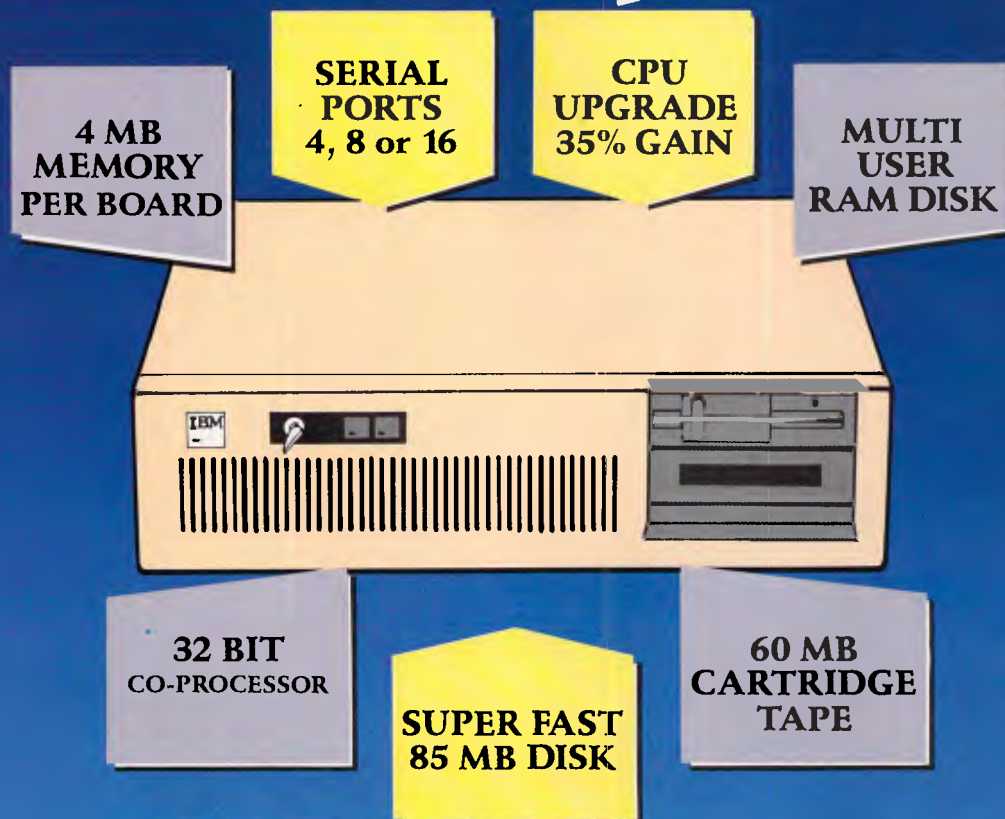 4 MB
MEMORY
PER BOARD
SERIAL
PORTS
4, 8 or 16
CPU
UPGRADE
35% GAIN
MULTI
USER
RAM DISK
IBM
32 BIT
CO-PROCESSOR
SUPER FAST
85 MB DISK
60 MB
CARTRIDGE
TAPE